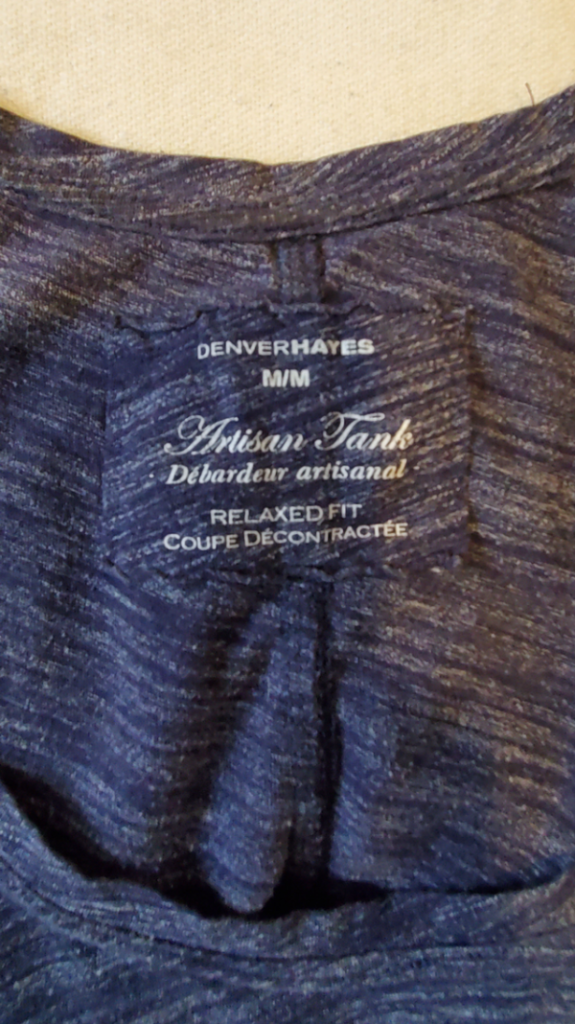 DENVERHAYES
M/M
Artisan Tank
Débardeur artisanal
RELAXED FIT
COUPE DÉCONTRACTÉE